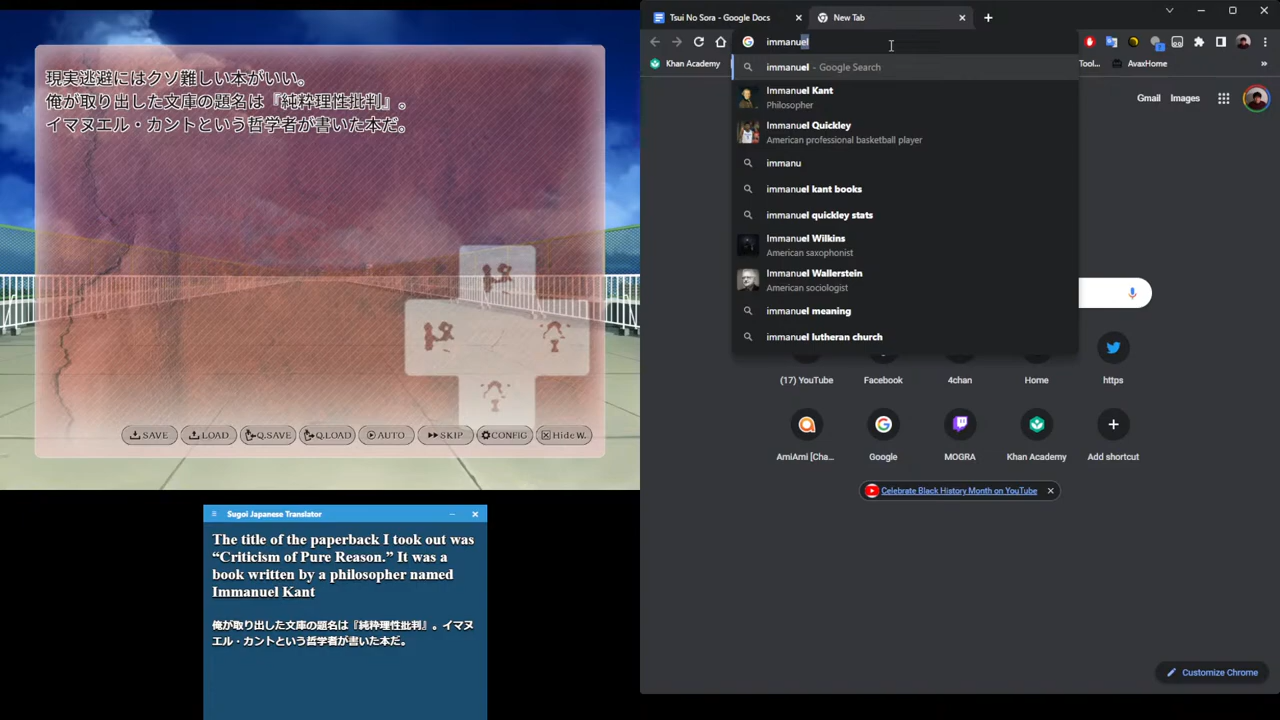 現実逃避にはクソ難しい本がいい。
俺が取り出した文庫の題名は『純粋理性批判』。
イマヌエル・カントという哲学者が書いた本だ。
SAVE
LOAD
Q.SAVE
Q.LOAD
AUTO
SKIP
CONFIG
Hide W.
Sugoi Japanese Translator
The title of the paperback I took out was
“Criticism of Pure Reason.” It was a
book written by a philosopher named
Immanuel Kant
俺が取り出した文庫の題名は『純粋理性批判』。イマヌ
エル・カントという哲学者が書いた本だ。
Tsui No Sora - Google Docs
New Tab
immanuel
Khan Academy
Tool...
AvaxHome
immanuel - Google Search
Immanuel Kant
Philosopher
Immanuel Quickley
American professional basketball player
immanu
immanuel kant books
immanuel quickley stats
Immanuel Wilkins
American saxophonist
Immanuel Wallerstein
American sociologist
immanuel meaning
immanuel lutheran church
Gmail
Images
(17) YouTube
Facebook
4chan
Home
https
AmiAmi [Cha...
Google
MOGRA
Khan Academy
Add shortcut
Celebrate Black History Month on YouTube
Customize Chrome